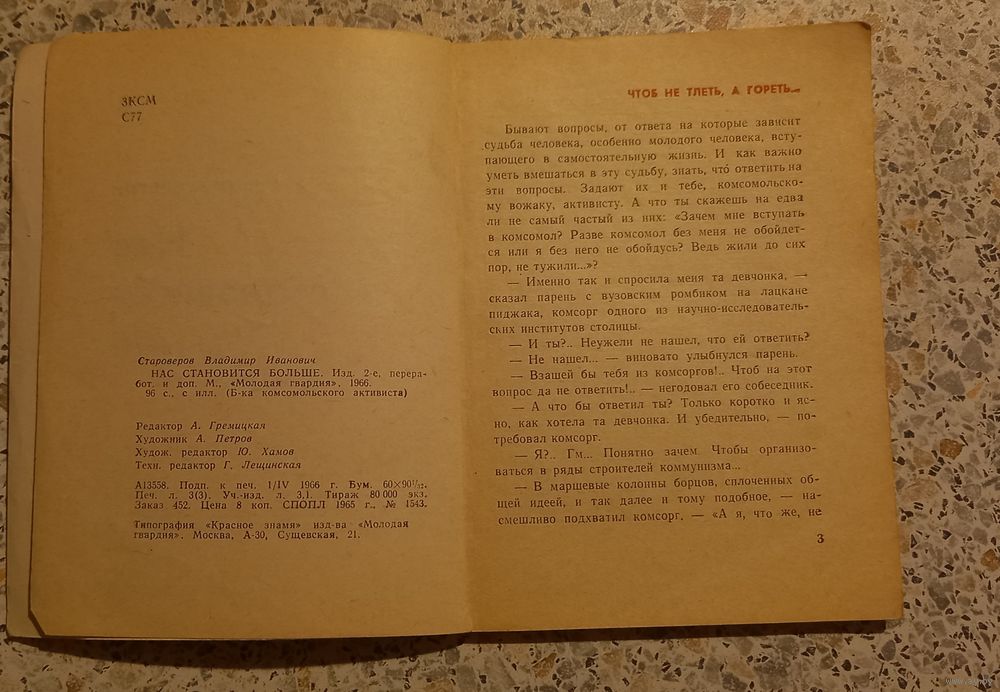 ЗКСМ
С77
Староверов Владимир Иванович
НАС СТАНОВИТСЯ БОЛЬШЕ. Изд. 2-е, перера-
бот. и доп. М., «Молодая гвардия», 1966.
96 с., с илл. (Б-ка комсомольского активиста)
Редактор А. Гремицкая
Художник А. Петров
Худож. редактор Ю. Хамов
Техн. редактор Г. Лещинская
А13558. Подп. к печ. 1/IV 1966 г. Бум. 60×90¹/₃₂.
Печ. л. 3(3). Уч.-изд. л. 3,1. Тираж 80 000 экз.
Заказ 452. Цена 8 коп. СПОПЛ 1965 г., № 1543.
Типография «Красное знамя» изд-ва «Молодая
гвардия». Москва, А-30, Сущевская, 21.
ЧТОБ НЕ ТЛЕТЬ, А ГОРЕТЬ...
Бывают вопросы, от ответа на которые зависит
судьба человека, особенно молодого человека, всту-
пающего в самостоятельную жизнь. И как важно
уметь вмешаться в эту судьбу, знать, что́ ответить на
эти вопросы. Задают их и тебе, комсомольско-
му вожаку, активисту. А что ты скажешь на едва
ли не самый частый из них: «Зачем мне вступать
в комсомол? Разве комсомол без меня не обойдет-
ся или я без него не обойдусь? Ведь жили до сих
пор, не тужили...»?
— Именно так и спросила меня та девчонка, —
сказал парень с вузовским ромбиком на лацкане
пиджака, комсорг одного из научно-исследователь-
ских институтов столицы.
— И ты?.. Неужели не нашел, что ей ответить?
— Не нашел... — виновато улыбнулся парень.
— Взашей бы тебя из комсоргов!.. Чтоб на этот
вопрос да не ответить!.. — негодовал его собеседник.
— А что бы ответил ты? Только коротко и яс-
но, как хотела та девчонка. И убедительно, — по-
требовал комсорг.
— Я?.. Гм... Понятно зачем. Чтобы организо-
ваться в ряды строителей коммунизма...
— В маршевые колонны борцов, сплоченных об-
щей идеей, и так далее и тому подобное, — на-
смешливо подхватил комсорг. — «А я, что же, не
3